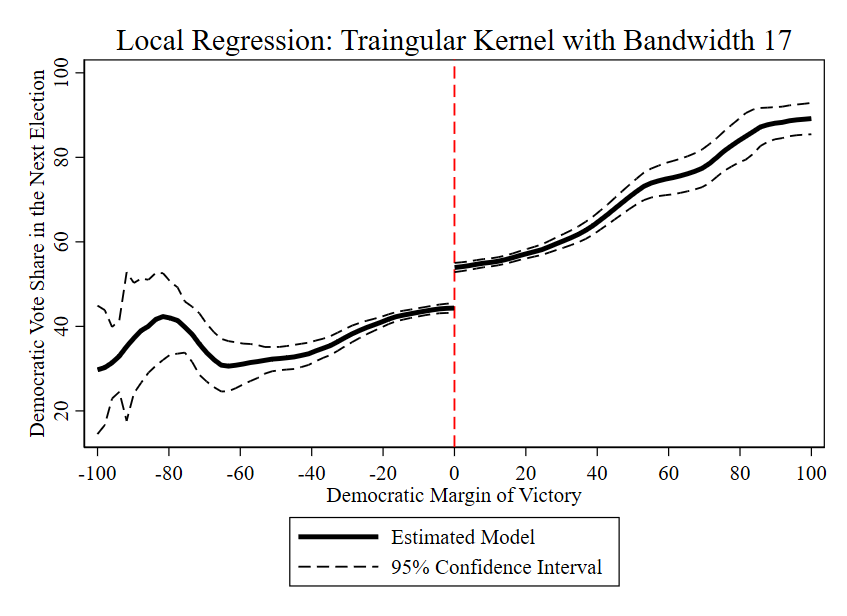 Local Regression: Traingular Kernel with Bandwidth 17
Democratic Vote Share in the Next Election
100
80
60
40
20
-100 -80 -60 -40 -20 0 20 40 60 80 100
Democratic Margin of Victory
Estimated Model
95% Confidence Interval